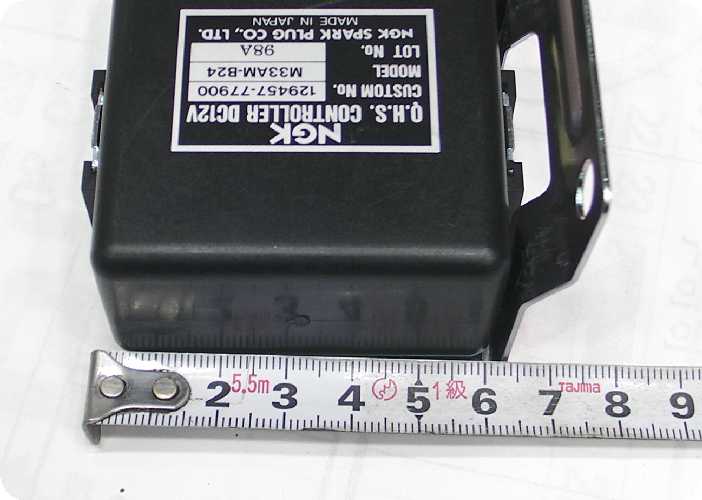 NGK
Q.H.S. CONTROLLER DC12V
CUSTOM No. 129457-77900
MODEL M33AM-B24
LOT No. 98A
NGK SPARK PLUG CO., LTD.
MADE IN JAPAN
2 5.5m 3 4 5 1級 6 7 Tajima 8 9